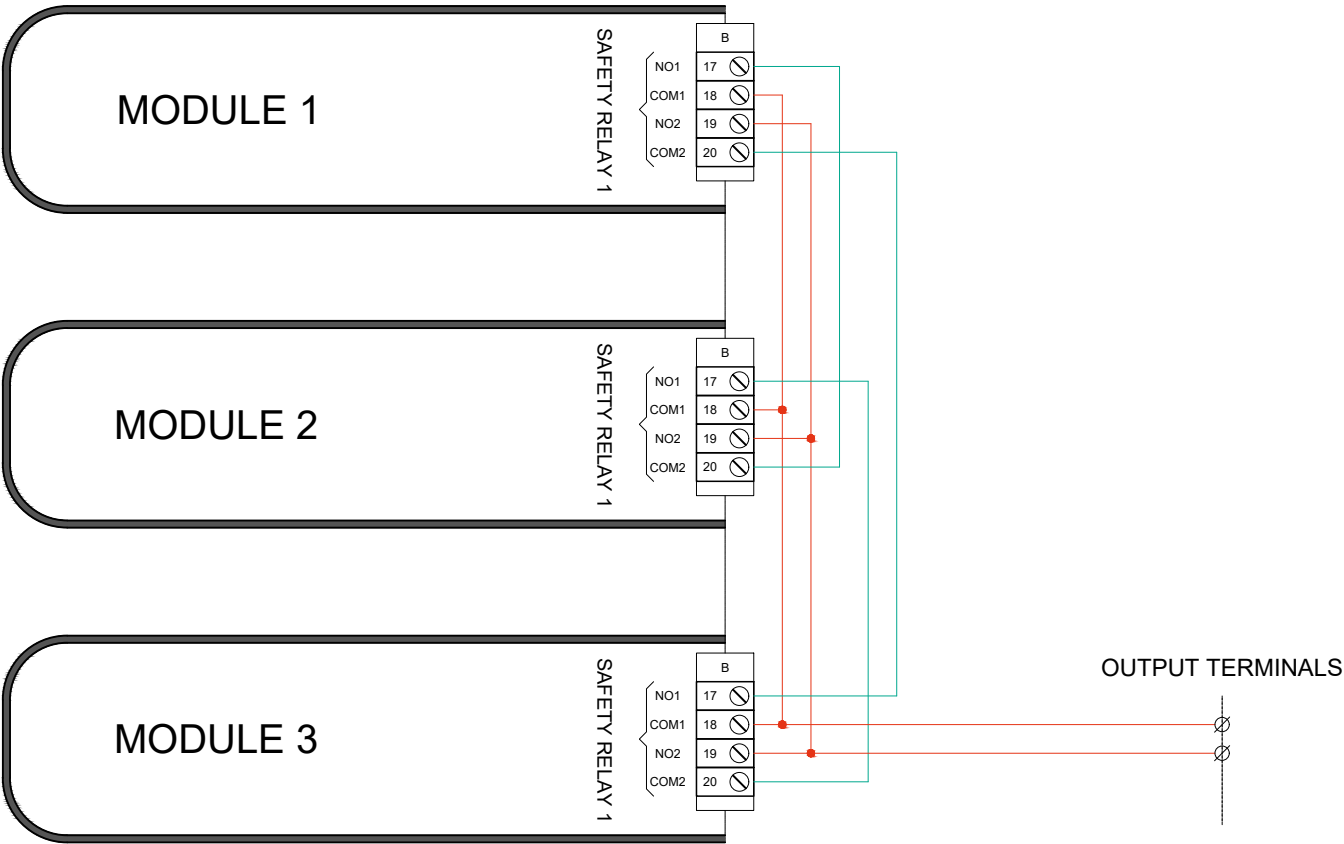 MODULE 1
SAFETY RELAY 1
B
NO1 17
COM1 18
NO2 19
COM2 20
MODULE 2
SAFETY RELAY 1
B
NO1 17
COM1 18
NO2 19
COM2 20
MODULE 3
SAFETY RELAY 1
B
NO1 17
COM1 18
NO2 19
COM2 20
OUTPUT TERMINALS